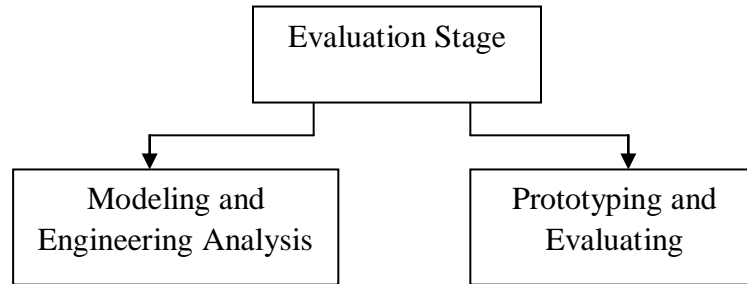 Evaluation Stage
Modeling and
Engineering Analysis
Prototyping and
Evaluating